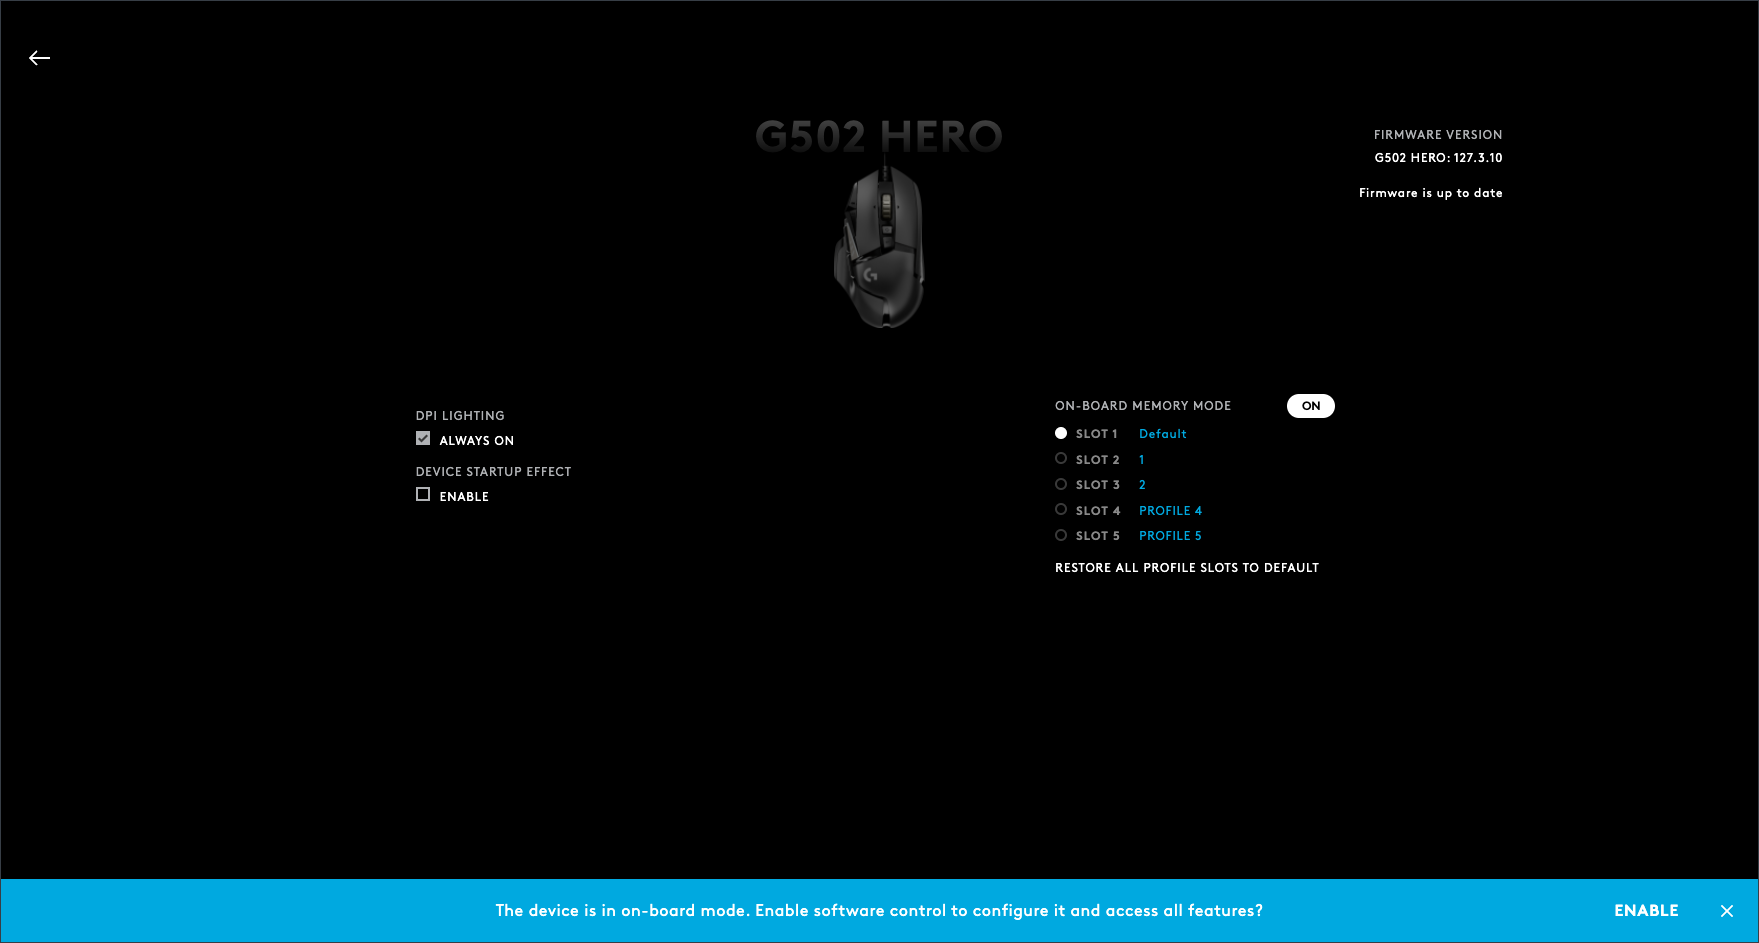 G502 HERO
FIRMWARE VERSION
G502 HERO: 127.3.10
Firmware is up to date
DPI LIGHTING
ALWAYS ON
DEVICE STARTUP EFFECT
ENABLE
ON-BOARD MEMORY MODE ON
SLOT 1 Default
SLOT 2 1
SLOT 3 2
SLOT 4 PROFILE 4
SLOT 5 PROFILE 5
RESTORE ALL PROFILE SLOTS TO DEFAULT
The device is in on-board mode. Enable software control to configure it and access all features? ENABLE